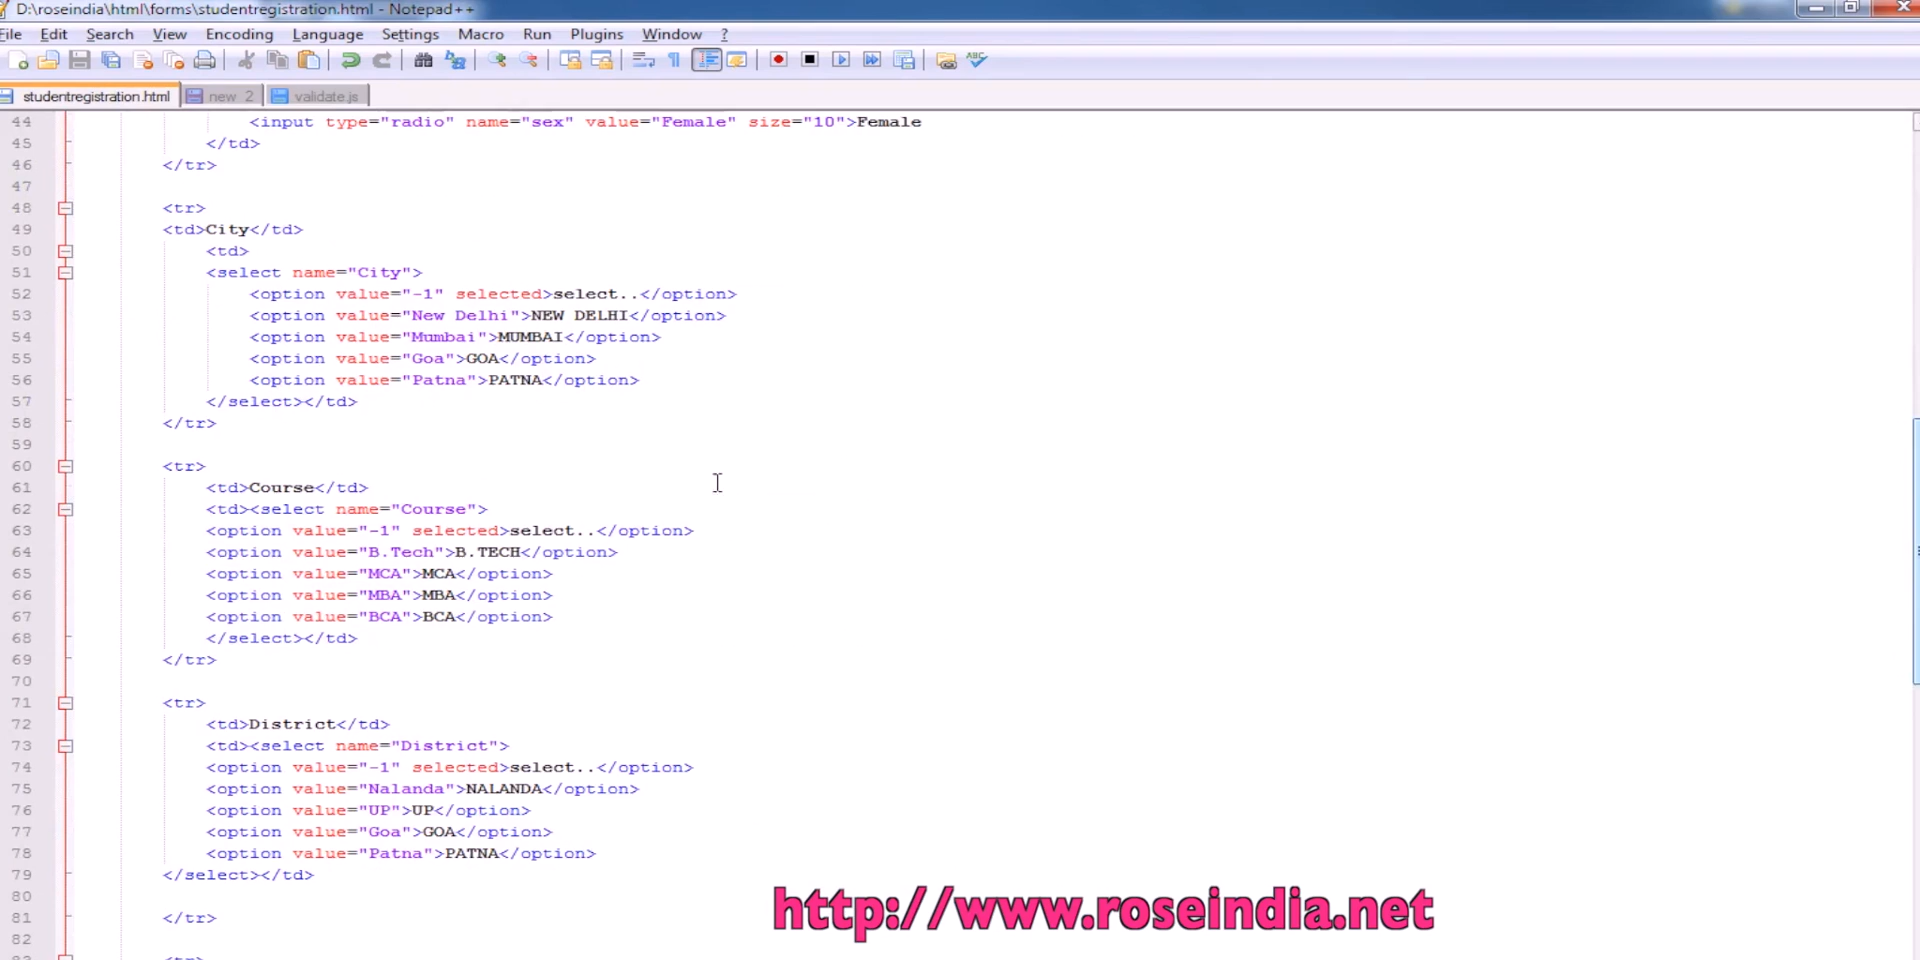 D:\roseindia\html\forms\studentregistration.html - Notepad++
File Edit Search View Encoding Language Settings Macro Run Plugins Window ?
studentregistration.html new 2 validate.js
44 <input type="radio" name="sex" value="Female" size="10">Female
45 </td>
46 </tr>
47
48 <tr>
49 <td>City</td>
50 <td>
51 <select name="City">
52 <option value="-1" selected>select..</option>
53 <option value="New Delhi">NEW DELHI</option>
54 <option value="Mumbai">MUMBAI</option>
55 <option value="Goa">GOA</option>
56 <option value="Patna">PATNA</option>
57 </select></td>
58 </tr>
59
60 <tr>
61 <td>Course</td>
62 <td><select name="Course">
63 <option value="-1" selected>select..</option>
64 <option value="B.Tech">B.TECH</option>
65 <option value="MCA">MCA</option>
66 <option value="MBA">MBA</option>
67 <option value="BCA">BCA</option>
68 </select></td>
69 </tr>
70
71 <tr>
72 <td>District</td>
73 <td><select name="District">
74 <option value="-1" selected>select..</option>
75 <option value="Nalanda">NALANDA</option>
76 <option value="UP">UP</option>
77 <option value="Goa">GOA</option>
78 <option value="Patna">PATNA</option>
79 </select></td>
80
81 </tr>
82
http://www.roseindia.net